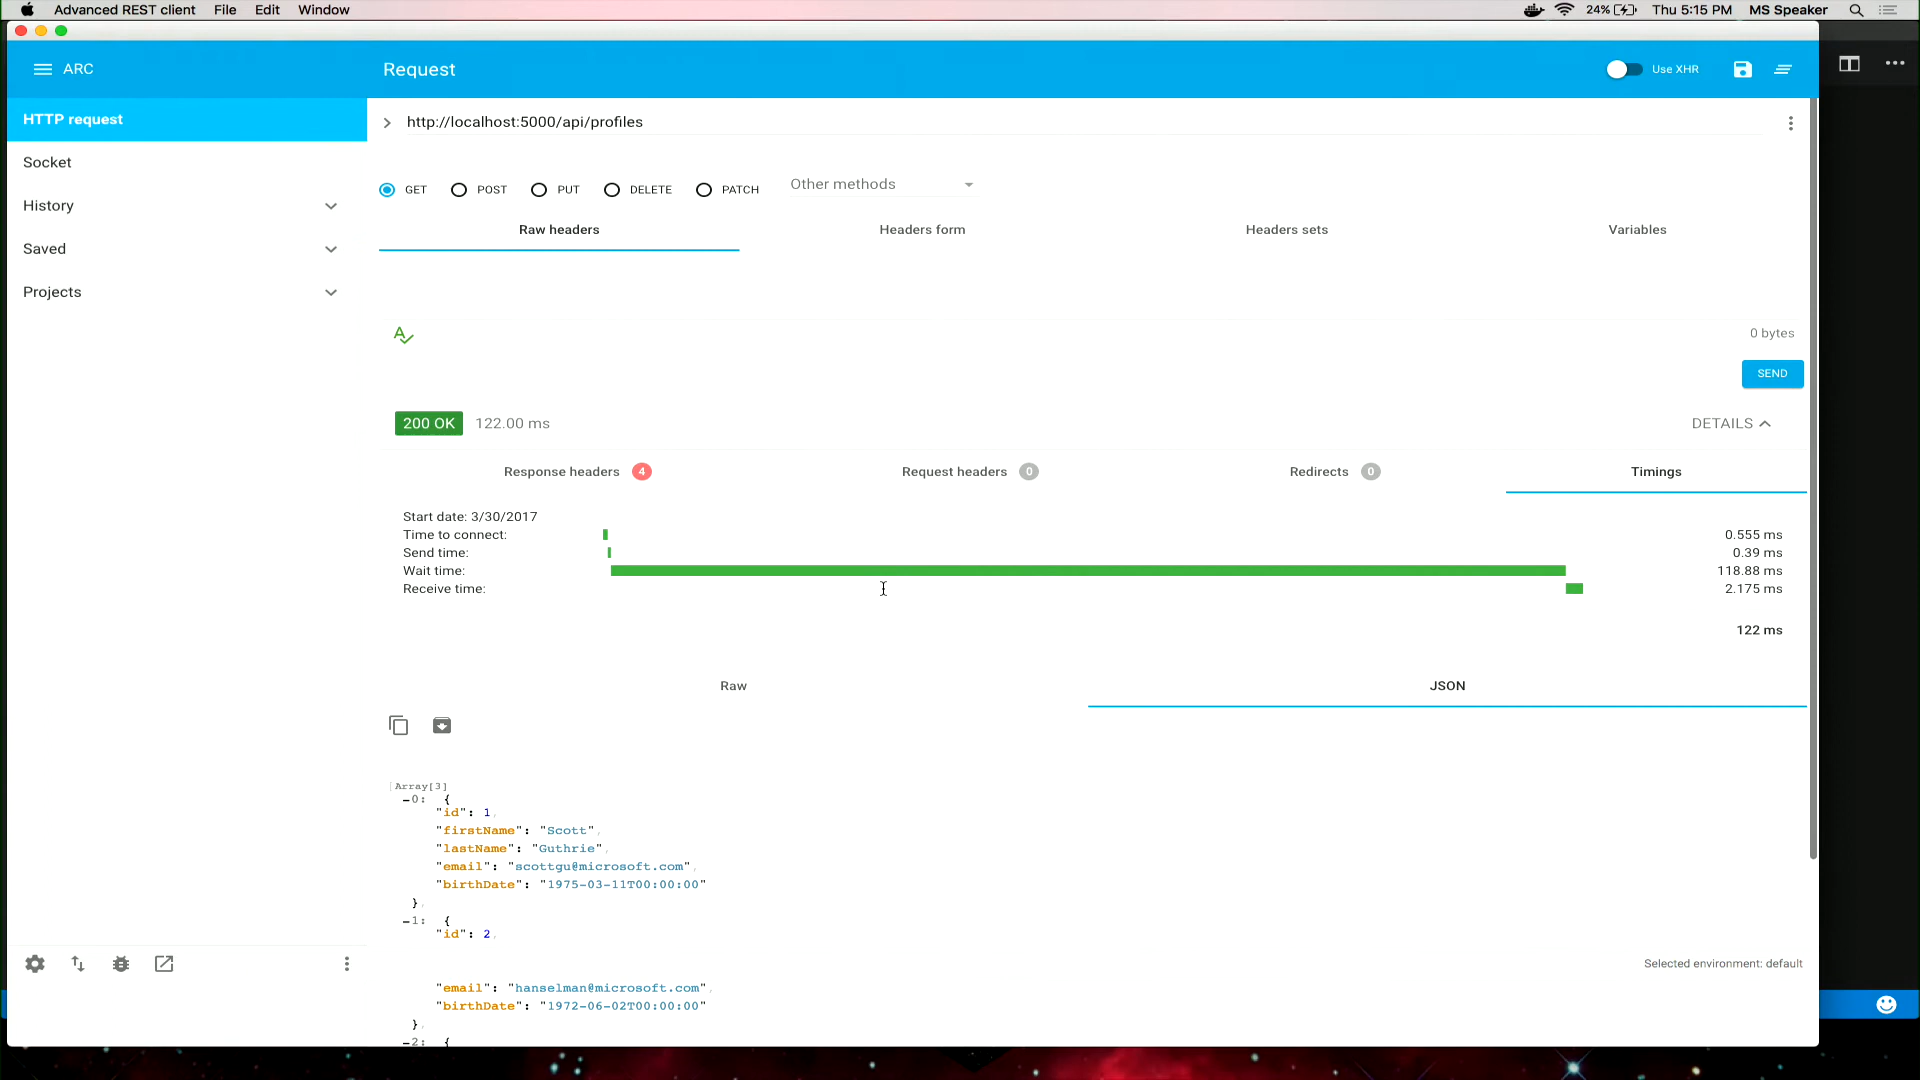 Advanced REST client File Edit Window 24% Thu 5:15 PM MS Speaker
ARC Request Use XHR
HTTP request
http://localhost:5000/api/profiles
Socket
GET POST PUT DELETE PATCH Other methods
History
Raw headers Headers form Headers sets Variables
Saved
Projects
0 bytes
SEND
200 OK 122.00 ms DETAILS
Response headers 4 Request headers 0 Redirects 0 Timings
Start date: 3/30/2017
Time to connect: 0.555 ms
Send time: 0.39 ms
Wait time: 118.88 ms
Receive time: 2.175 ms
122 ms
Raw JSON
[Array[3]
-0: {
"id": 1,
"firstName": "Scott",
"lastName": "Guthrie",
"email": "scottgu@microsoft.com",
"birthDate": "1975-03-11T00:00:00"
},
-1: {
"id": 2,
Selected environment: default
"email": "hanselman@microsoft.com",
"birthDate": "1972-06-02T00:00:00"
},
-2: {